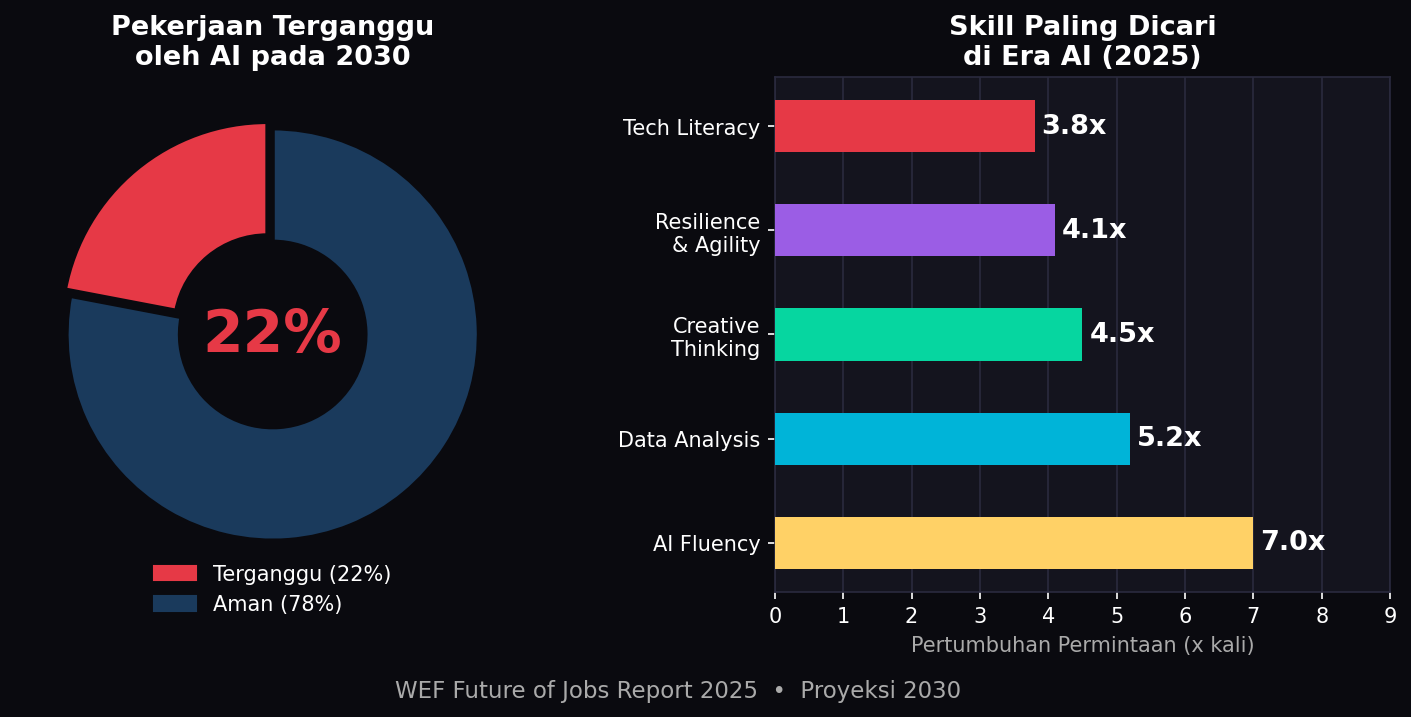 Pekerjaan Terganggu
oleh AI pada 2030
22%
Terganggu (22%)
Aman (78%)
Skill Paling Dicari
di Era AI (2025)
Tech Literacy
3.8x
Resilience
& Agility
4.1x
Creative
Thinking
4.5x
Data Analysis
5.2x
AI Fluency
7.0x
0 1 2 3 4 5 6 7 8 9
Pertumbuhan Permintaan (x kali)
WEF Future of Jobs Report 2025 • Proyeksi 2030